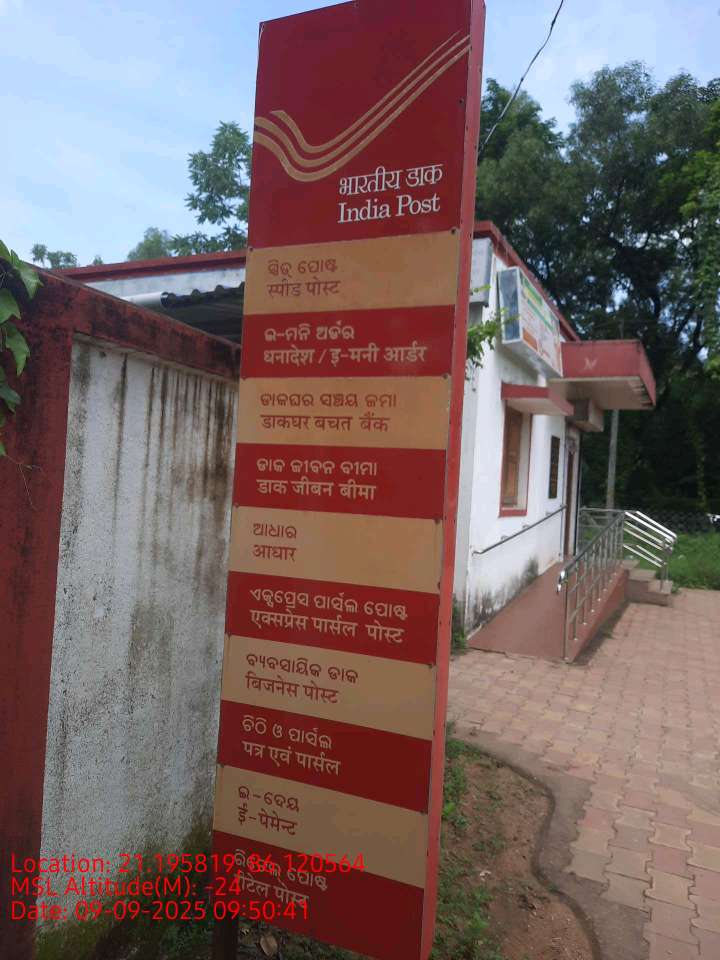 भारतीय डाक
India Post
ସ୍ପିଡ୍ ପୋଷ୍ଟ
स्पीड पोस्ट
ଇ-ମନି ଅର୍ଡର
धनादेश / इ-मनी आर्डर
ଡାକଘର ସଞ୍ଚୟ ଜମା
डाकघर बचत बैंक
ଡାକ ଜୀବନ ବୀମା
डाक जीबन बीमा
ଆଧାର
आधार
ଏକ୍ସପ୍ରେସ ପାର୍ସଲ ପୋଷ୍ଟ
एक्सप्रेस पार्सल पोस्ट
ବ୍ୟବସାୟିକ ଡାକ
बिजनेस पोस्ट
ଚିଠି ଓ ପାର୍ସଲ
पत्र एवं पार्सल
ଇ-ଦେୟ
ई-पेमेन्ट
ପୋଷ୍ଟ
रीटेल पोस्ट
Location: 21.195819, 86.120564
MSL Altitude(M): -24
Date: 09-09-2025 09:50:41